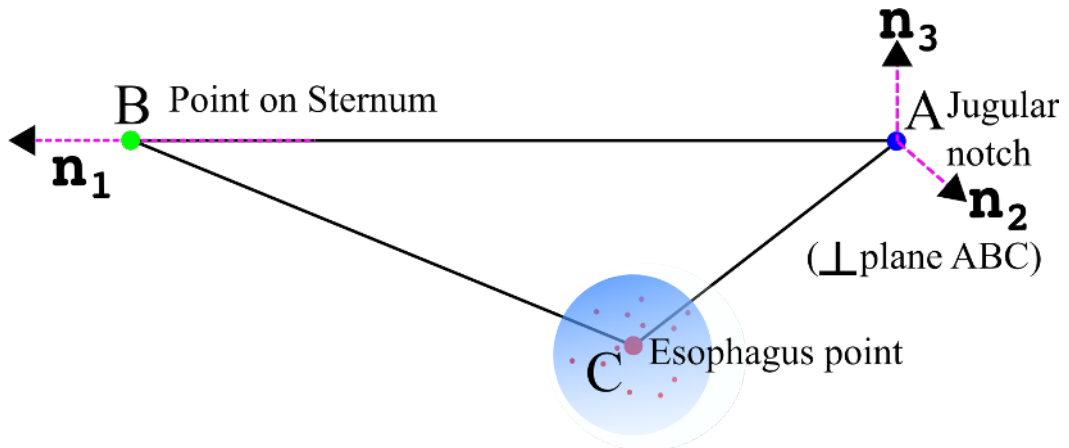 n3
B Point on Sternum
A Jugular
notch
n1
n2
(⊥plane ABC)
C Esophagus point